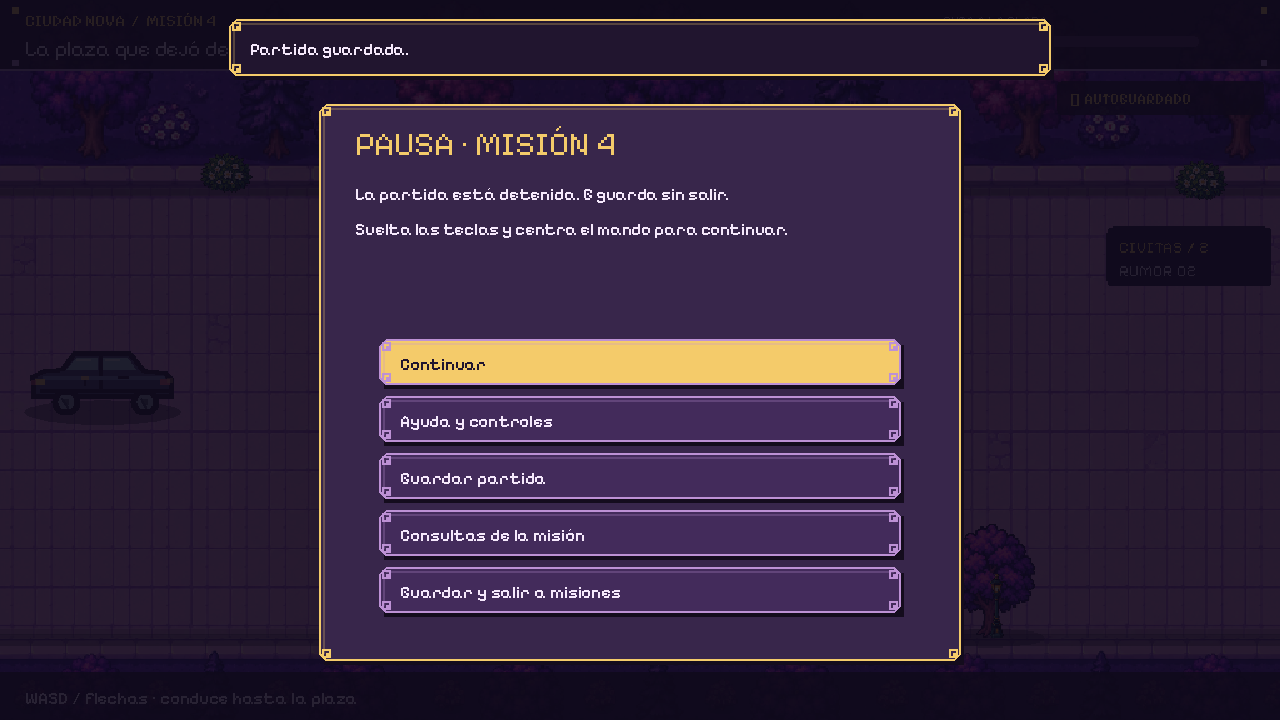 CIUDAD NOVA / MISIÓN 4
La plaza que dejó de
Partida guardada.
AUTOGUARDADO
PAUSA · MISIÓN 4
La partida está detenida. G guarda sin salir.
Suelta las teclas y centra el mando para continuar.
CIVITAS / 2
RUMOR 02
Continuar
Ayuda y controles
Guardar partida
Consultas de la misión
Guardar y salir a misiones
WASD / flechas · conduce hasta la plaza